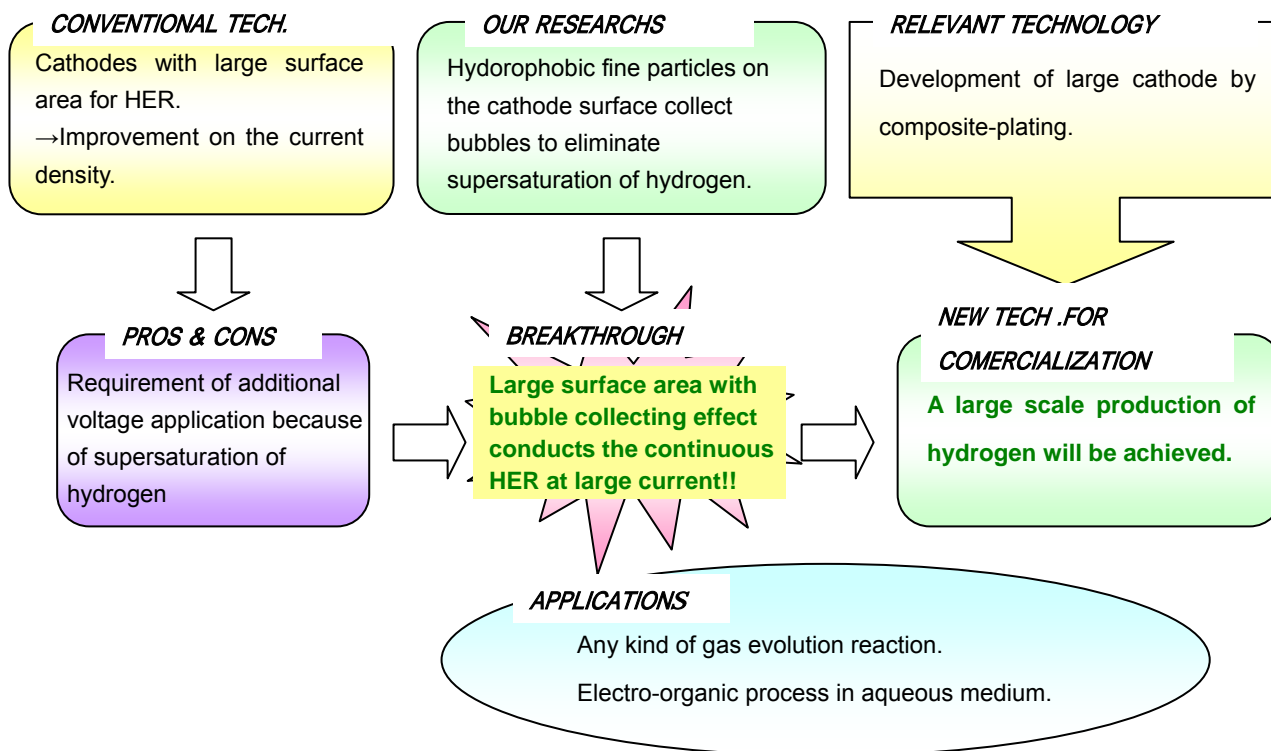 CONVENTIONAL TECH.
Cathodes with large surface
area for HER.
→Improvement on the current
density.
OUR RESEARCHS
Hydorophobic fine particles on
the cathode surface collect
bubbles to eliminate
supersaturation of hydrogen.
RELEVANT TECHNOLOGY
Development of large cathode by
composite-plating.
PROS & CONS
Requirement of additional
voltage application because
of supersaturation of
hydrogen
BREAKTHROUGH
Large surface area with
bubble collecting effect
conducts the continuous
HER at large current!!
NEW TECH .FOR
COMERCIALIZATION
A large scale production of
hydrogen will be achieved.
APPLICATIONS
Any kind of gas evolution reaction.
Electro-organic process in aqueous medium.